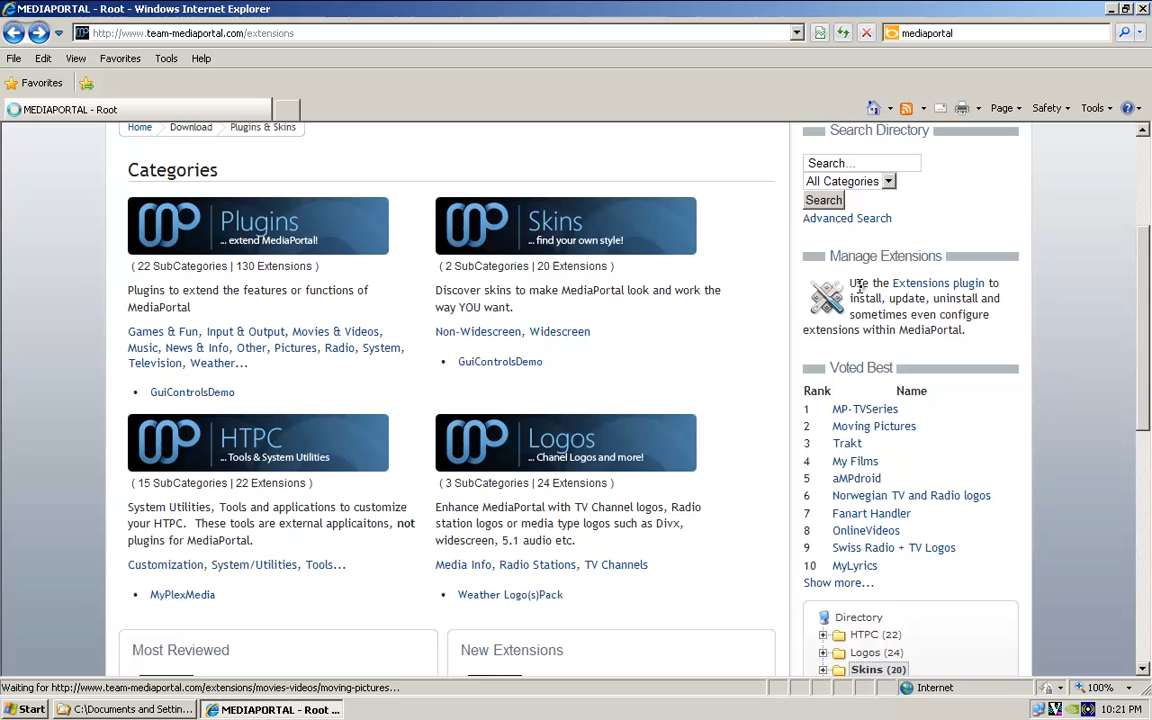 MEDIAPORTAL - Root - Windows Internet Explorer
http://www.team-mediaportal.com/extensions
mediaportal
File Edit View Favorites Tools Help
Favorites
MEDIAPORTAL - Root
Page Safety Tools
Home Download Plugins & Skins
Categories
Plugins
... extend MediaPortal!
( 22 SubCategories | 130 Extensions )
Plugins to extend the features or functions of
MediaPortal
Games & Fun, Input & Output, Movies & Videos,
Music, News & Info, Other, Pictures, Radio, System,
Television, Weather...
• GuiControlsDemo
Skins
... find your own style!
( 2 SubCategories | 20 Extensions )
Discover skins to make MediaPortal look and work the
way YOU want.
Non-Widescreen, Widescreen
• GuiControlsDemo
HTPC
...Tools & System Utilities
( 15 SubCategories | 22 Extensions )
System Utilities, Tools and applications to customize
your HTPC. These tools are external applicaitons, not
plugins for MediaPortal.
Customization, System/Utilities, Tools...
• MyPlexMedia
Logos
... Chanel Logos and more!
( 3 SubCategories | 24 Extensions )
Enhance MediaPortal with TV Channel logos, Radio
station logos or media type logos such as Divx,
widescreen, 5.1 audio etc.
Media Info, Radio Stations, TV Channels
• Weather Logo(s)Pack
Most Reviewed
New Extensions
Search Directory
Search...
All Categories
Search
Advanced Search
Manage Extensions
Use the Extensions plugin to
install, update, uninstall and
sometimes even configure
extensions within MediaPortal.
Voted Best
Rank Name
1 MP-TVSeries
2 Moving Pictures
3 Trakt
4 My Films
5 aMPdroid
6 Norwegian TV and Radio logos
7 Fanart Handler
8 OnlineVideos
9 Swiss Radio + TV Logos
10 MyLyrics
Show more...
Directory
HTPC (22)
Logos (24)
Skins (20)
Waiting for http://www.team-mediaportal.com/extensions/movies-videos/moving-pictures...
Internet
100%
Start
C:\Documents and Settin...
MEDIAPORTAL - Root ...
10:21 PM